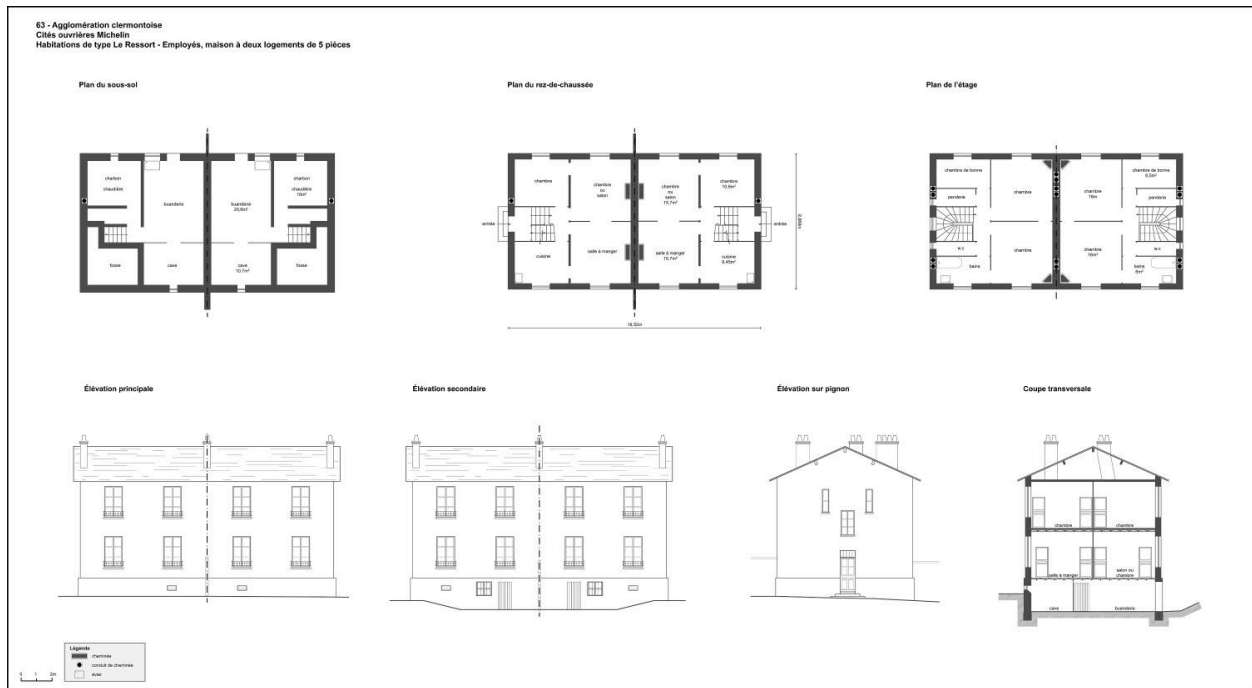 63 - Agglomération clermontoise
Cités ouvrières Michelin
Habitations de type Le Ressort - Employés, maison à deux logements de 5 pièces
Plan du sous-sol
Plan du rez-de-chaussée
Plan de l'étage
charbon
chaudière
buanderie
fosse
cave
buanderie
20,8m²
charbon
chaudière
10m²
cave
10.7m²
fosse
chambre
chambre
ou
salon
chambre
ou
salon
15,7m²
chambre
10,8m²
entrée
entrée
cuisine
salle à manger
salle à manger
15,7m²
cuisine
9,45m²
16,52m
chambre de bonne
chambre
chambre
16m
chambre de bonne
6.5m²
penderie
penderie
w.c
w.c
bains
chambre
chambre
16m²
bains
6m²
Élévation principale
Élévation secondaire
Élévation sur pignon
Coupe transversale
chambre
chambre
salle à manger
salon ou
chambre
cave
buanderie
Légende
cheminée
conduit de cheminée
évier
0 1 2m